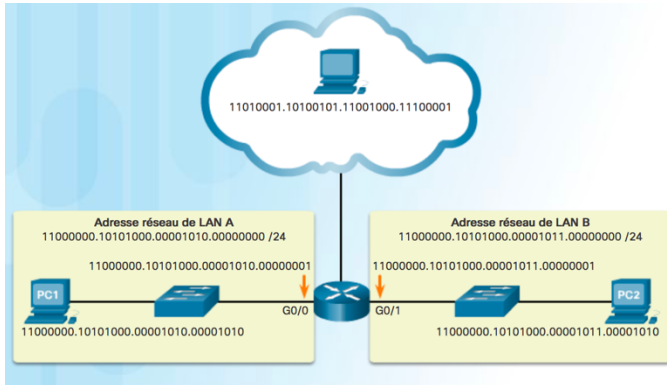 11010001.10100101.11001000.11100001
Adresse réseau de LAN A
11000000.10101000.00001010.00000000 /24
11000000.10101000.00001010.00000001
PC1
G0/0
11000000.10101000.00001010.00001010
Adresse réseau de LAN B
11000000.10101000.00001011.00000000 /24
11000000.10101000.00001011.00000001
G0/1
PC2
11000000.10101000.00001011.00001010